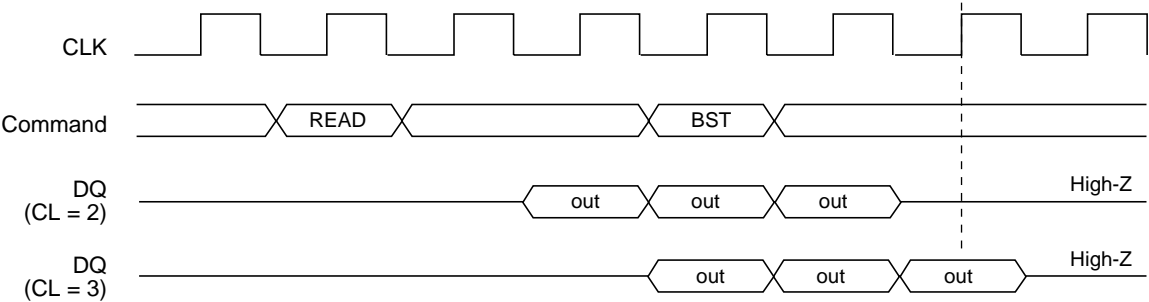 CLK
Command
READ
BST
DQ
(CL = 2)
out
out
out
High-Z
DQ
(CL = 3)
out
out
out
High-Z